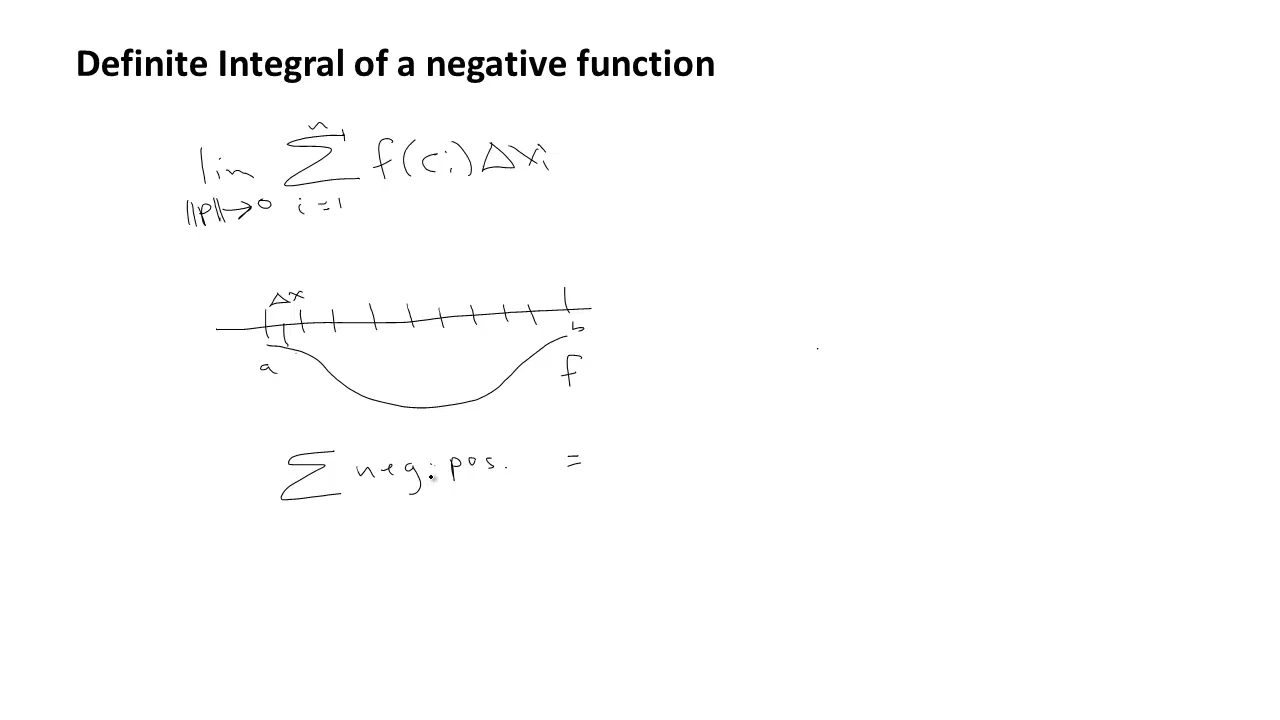 Definite Integral of a negative function
n
lim ∑ f(ci) Δxi
||P||→0 i=1
Δx
a b
f
∑ neg. pos. =